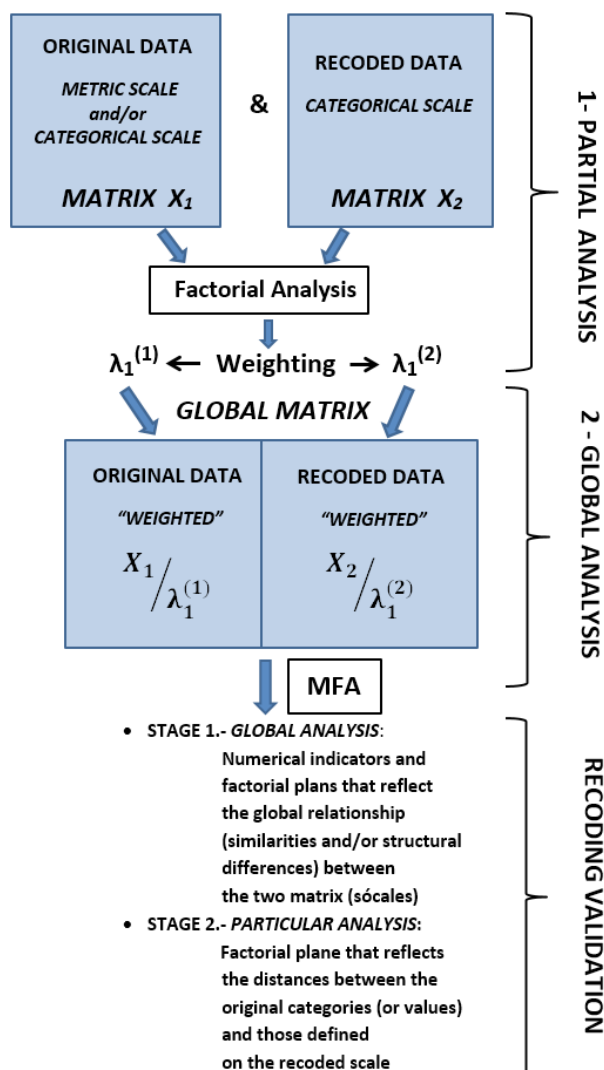 ORIGINAL DATA
METRIC SCALE
and/or
CATEGORICAL SCALE
MATRIX X₁
&
RECODED DATA
CATEGORICAL SCALE
MATRIX X₂
1- PARTIAL ANALYSIS
Factorial Analysis
λ₁⁽¹⁾ ← Weighting → λ₁⁽²⁾
GLOBAL MATRIX
ORIGINAL DATA
“WEIGHTED”
X₁/λ₁⁽¹⁾
RECODED DATA
“WEIGHTED”
X₂/λ₁⁽²⁾
2 - GLOBAL ANALYSIS
MFA
• STAGE 1.- GLOBAL ANALYSIS:
Numerical indicators and
factorial plans that reflect
the global relationship
(similarities and/or structural
differences) between
the two matrix (sócales)
• STAGE 2.- PARTICULAR ANALYSIS:
Factorial plane that reflects
the distances between the
original categories (or values)
and those defined
on the recoded scale
RECODING VALIDATION